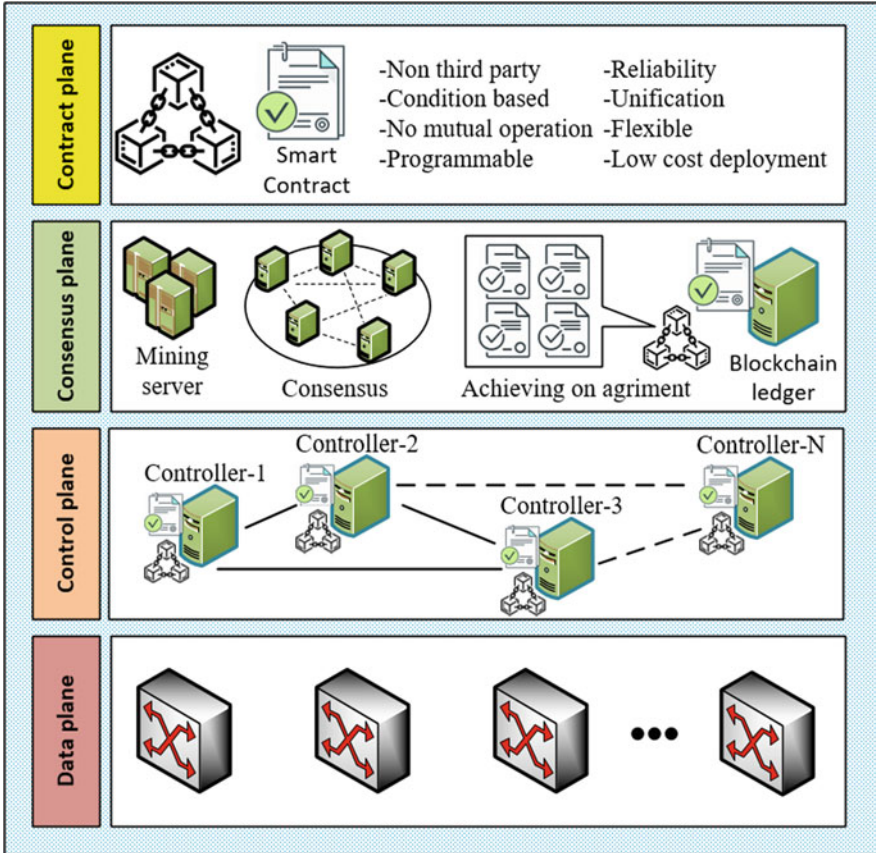 Contract plane
Smart
Contract
-Non third party
-Condition based
-No mutual operation
-Programmable
-Reliability
-Unification
-Flexible
-Low cost deployment
Consensus plane
Mining
server
Consensus
Achieving on agriment
Blockchain
ledger
Control plane
Controller-1
Controller-2
Controller-3
Controller-N
Data plane